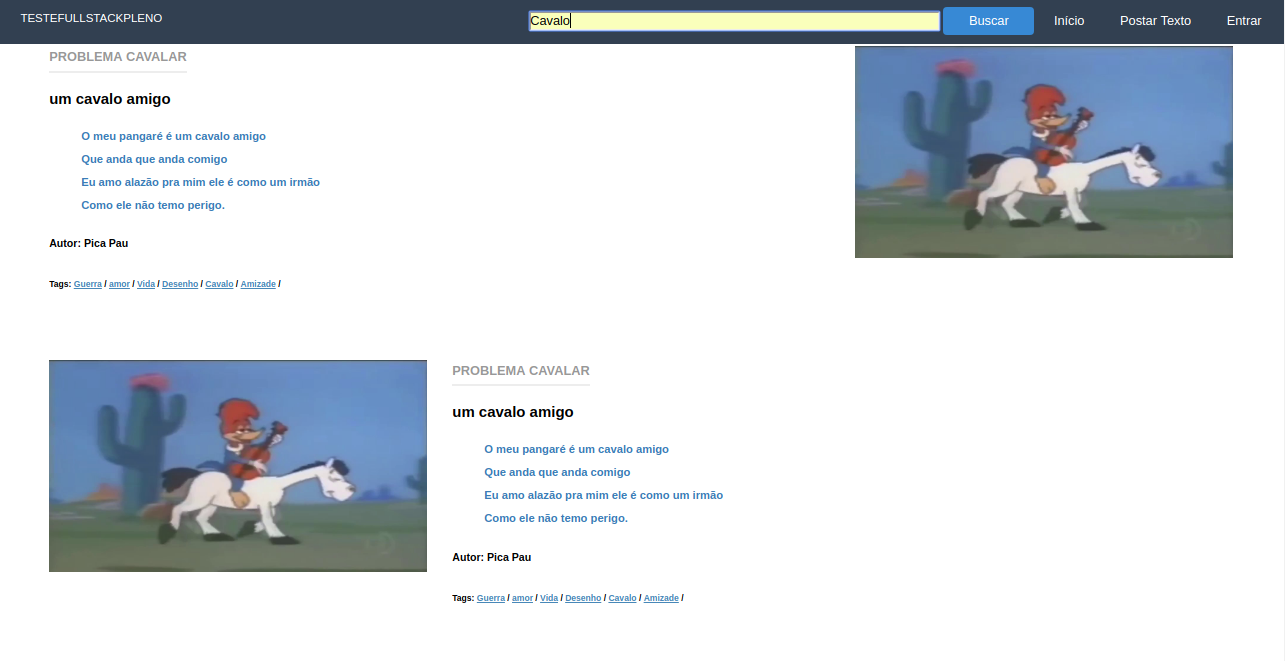 TESTEFULLSTACKPLENO
Cavalo
Buscar
Início
Postar Texto
Entrar
PROBLEMA CAVALAR
um cavalo amigo
O meu pangaré é um cavalo amigo
Que anda que anda comigo
Eu amo alazão pra mim ele é como um irmão
Como ele não temo perigo.
Autor: Pica Pau
Tags: Guerra / amor / Vida / Desenho / Cavalo / Amizade /
PROBLEMA CAVALAR
um cavalo amigo
O meu pangaré é um cavalo amigo
Que anda que anda comigo
Eu amo alazão pra mim ele é como um irmão
Como ele não temo perigo.
Autor: Pica Pau
Tags: Guerra / amor / Vida / Desenho / Cavalo / Amizade /